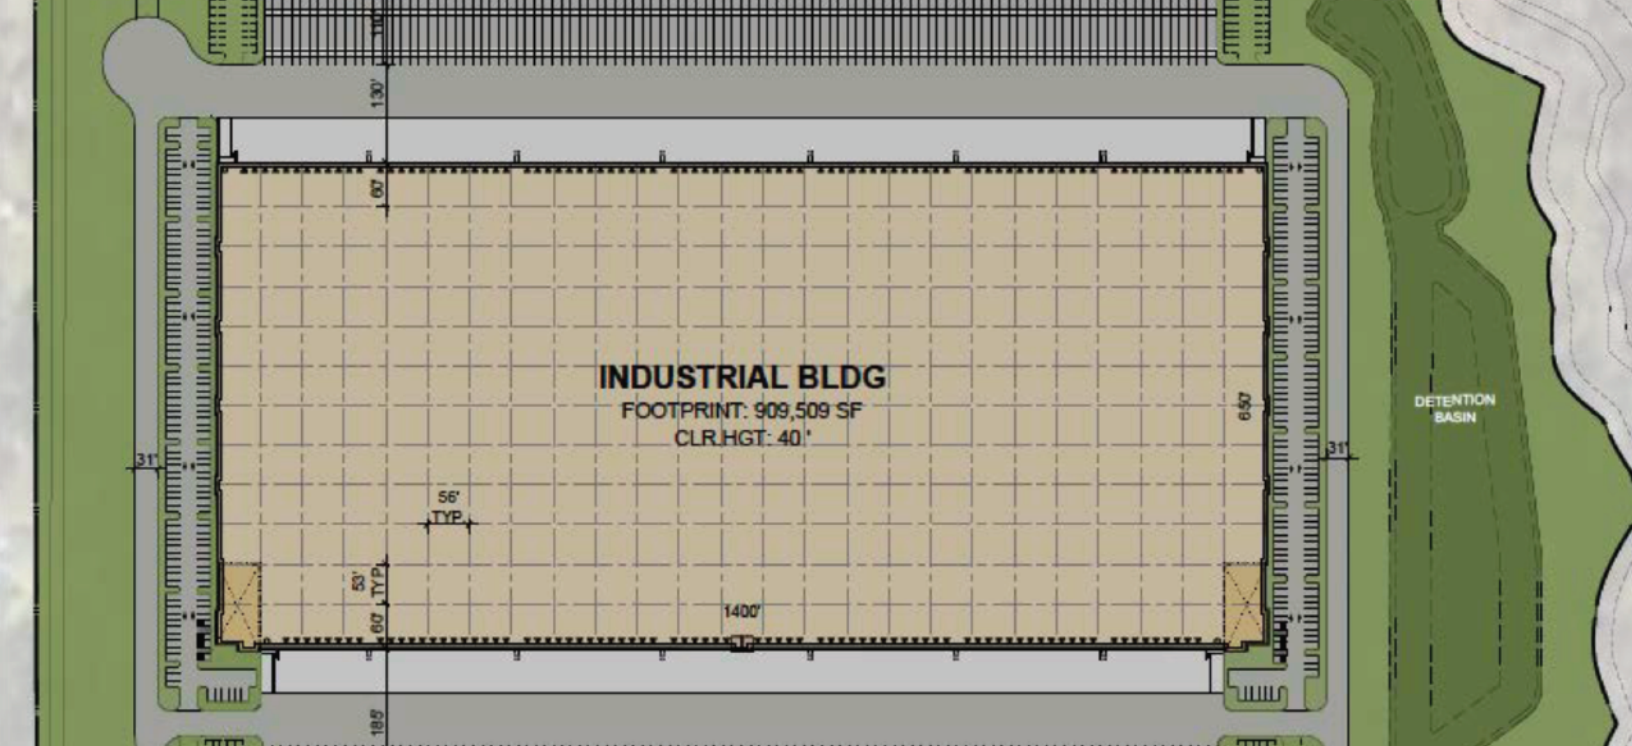 110'
130'
60'
INDUSTRIAL BLDG
FOOTPRINT: 909,509 SF
CLR HGT: 40 '
650'
DETENTION
BASIN
31'
31'
56'
TYP.
53'
TYP.
60'
1400'
185'